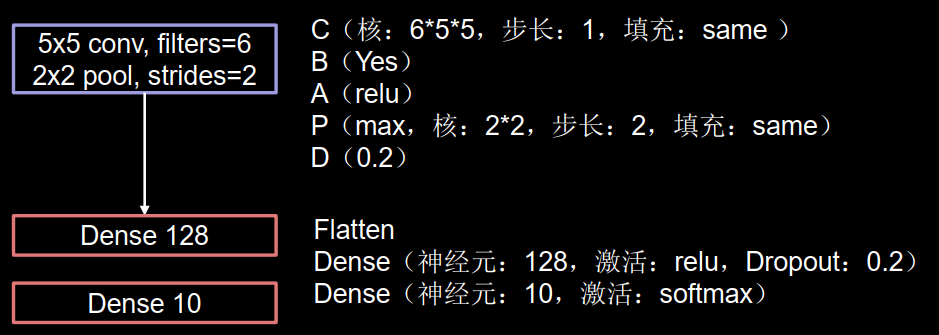 5x5 conv, filters=6
2x2 pool, strides=2
C（核：6*5*5，步长：1，填充：same ）
B（Yes）
A（relu）
P（max，核：2*2，步长：2，填充：same）
D（0.2）
Dense 128
Dense 10
Flatten
Dense（神经元：128，激活：relu，Dropout：0.2）
Dense（神经元：10，激活：softmax）